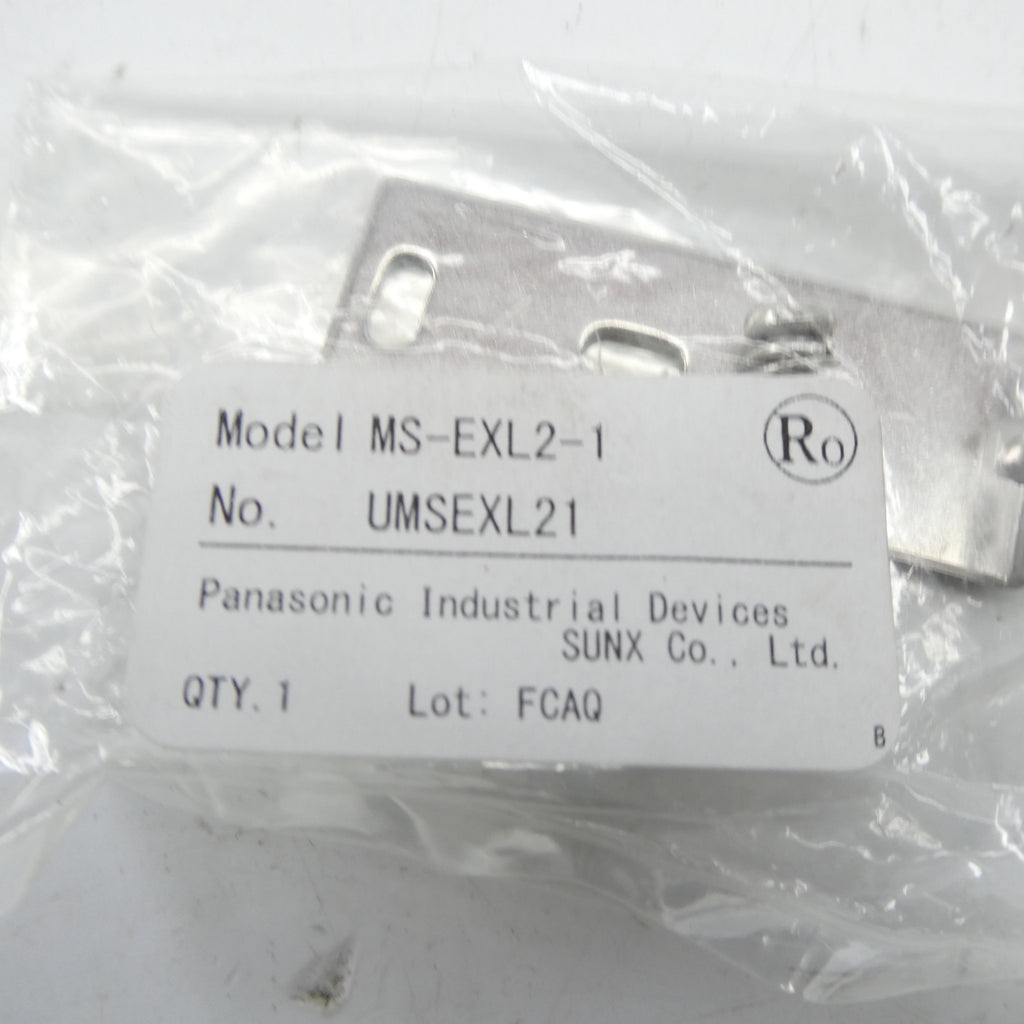 Model MS-EXL2-1
Ro
No. UMSEXL21
Panasonic Industrial Devices
SUNX Co., Ltd.
QTY. 1 Lot: FCAQ
B